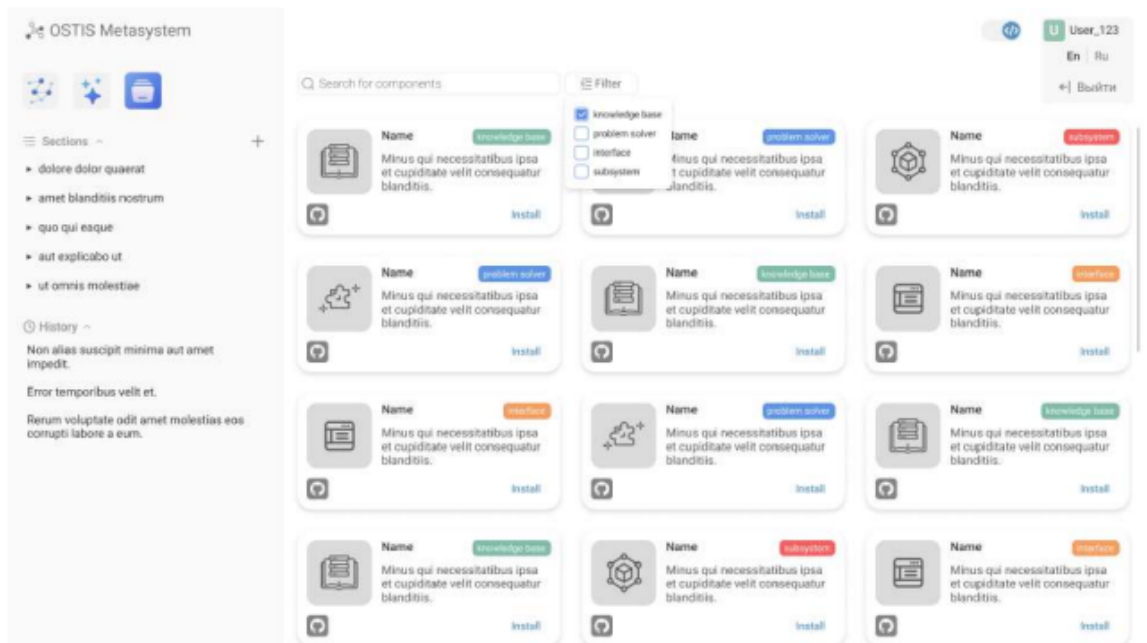 OSTIS Metasystem
U User_123
En Ru
Выйти
Search for components
Filter
knowledge base
problem solver
interface
subsystem
Sections
dolore dolor quaerat
amet blanditiis nostrum
quo qui eaque
aut explicabo ut
ut omnis molestiae
History
Non alias suscipit minima aut amet
impedit.
Error temporibus velit et.
Rerum voluptate odit amet molestias eos
corrupti labore a eum.
Name knowledge base
Minus qui necessitatibus ipsa
et cupiditate velit consequatur
blanditiis.
Install
Name problem solver
Minus qui necessitatibus ipsa
et cupiditate velit consequatur
blanditiis.
Install
Name subsystem
Minus qui necessitatibus ipsa
et cupiditate velit consequatur
blanditiis.
Install
Name problem solver
Minus qui necessitatibus ipsa
et cupiditate velit consequatur
blanditiis.
Install
Name knowledge base
Minus qui necessitatibus ipsa
et cupiditate velit consequatur
blanditiis.
Install
Name interface
Minus qui necessitatibus ipsa
et cupiditate velit consequatur
blanditiis.
Install
Name interface
Minus qui necessitatibus ipsa
et cupiditate velit consequatur
blanditiis.
Install
Name problem solver
Minus qui necessitatibus ipsa
et cupiditate velit consequatur
blanditiis.
Install
Name knowledge base
Minus qui necessitatibus ipsa
et cupiditate velit consequatur
blanditiis.
Install
Name knowledge base
Minus qui necessitatibus ipsa
et cupiditate velit consequatur
blanditiis.
Install
Name subsystem
Minus qui necessitatibus ipsa
et cupiditate velit consequatur
blanditiis.
Install
Name interface
Minus qui necessitatibus ipsa
et cupiditate velit consequatur
blanditiis.
Install